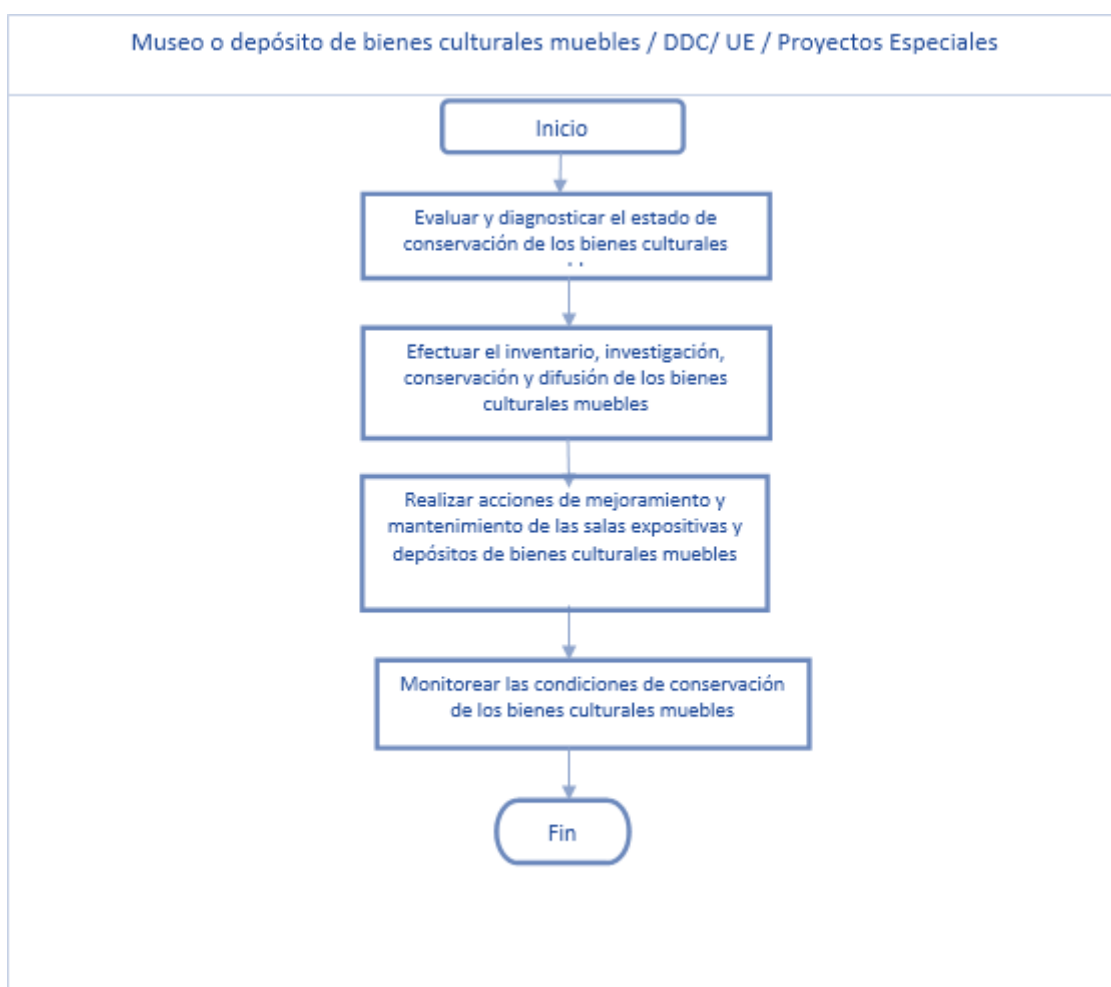 Museo o depósito de bienes culturales muebles / DDC/ UE / Proyectos Especiales
Inicio
Evaluar y diagnosticar el estado de
conservación de los bienes culturales
Efectuar el inventario, investigación,
conservación y difusión de los bienes
culturales muebles
Realizar acciones de mejoramiento y
mantenimiento de las salas expositivas y
depósitos de bienes culturales muebles
Monitorear las condiciones de conservación
de los bienes culturales muebles
Fin